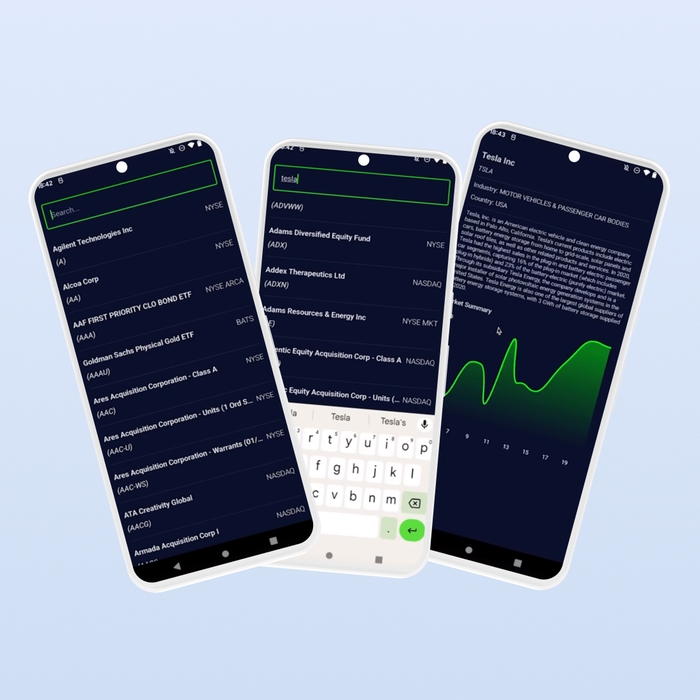 8:42
Search...
Agilent Technologies Inc
(A)
NYSE
Alcoa Corp
(AA)
NYSE
AAF FIRST PRIORITY CLO BOND ETF
(AAA)
NYSE ARCA
Goldman Sachs Physical Gold ETF
(AAAU)
BATS
Ares Acquisition Corporation - Class A
(AAC)
NYSE
Ares Acquisition Corporation - Units (1 Ord S...
(AAC-U)
NYSE
Ares Acquisition Corporation - Warrants (01/...
(AAC-WS)
NYSE
ATA Creativity Global
(AACG)
NASDAQ
Armada Acquisition Corp I
NASDAQ
8:42
tesla
(ADVWW)
Adams Diversified Equity Fund
(ADX)
NYSE
Addex Therapeutics Ltd
(ADXN)
NASDAQ
Adams Resources & Energy Inc
E)
NYSE MKT
entic Equity Acquisition Corp - Class A
NASDAQ
c Equity Acquisition Corp - Units (...
NASDAQ
la Tesla Tesla's
r t y u i o p
f g h j k l
c v b n m
.
18:43
Tesla Inc
TSLA
Industry: MOTOR VEHICLES & PASSENGER CAR BODIES
Country: USA
Tesla, Inc. is an American electric vehicle and clean energy company
based in Palo Alto, California. Tesla's current products include electric
cars, battery energy storage from home to grid-scale, solar panels and
solar roof tiles, as well as other related products and services. In 2020,
Tesla had the highest sales in the plug-in and battery electric passenger
car segments, capturing 16% of the plug-in market (which includes
plug-in hybrids) and 23% of the battery-electric (purely electric) market.
Through its subsidiary Tesla Energy, the company develops and is a
major installer of solar photovoltaic energy generation systems in the
United States. Tesla Energy is also one of the largest global suppliers of
battery energy storage systems, with 3 GWh of battery storage supplied
2020.
rket Summary
7 9 11 13 15 17 19